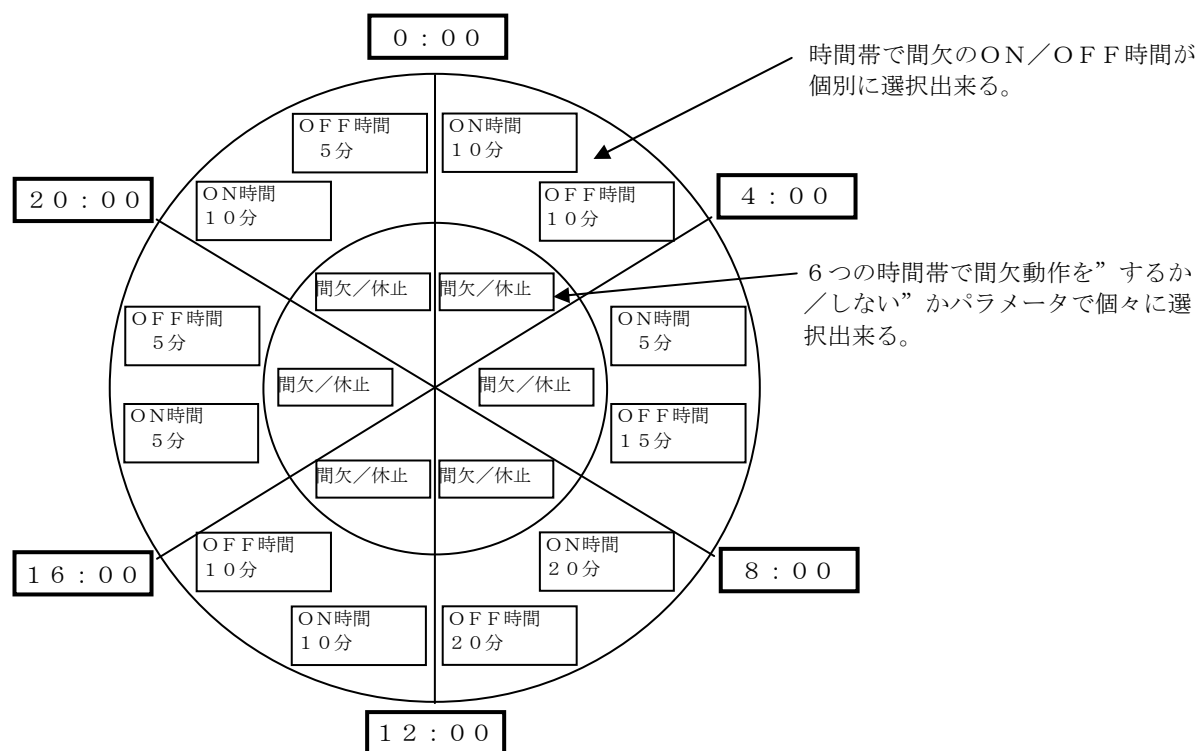 ０：００
時間帯で間欠のＯＮ／ＯＦＦ時間が
個別に選択出来る。
ＯＦＦ時間
５分
ＯＮ時間
１０分
２０：００
ＯＮ時間
１０分
ＯＦＦ時間
１０分
４：００
間欠／休止
間欠／休止
６つの時間帯で間欠動作を”するか
／しない”かパラメータで個々に選
択出来る。
ＯＦＦ時間
５分
ＯＮ時間
５分
間欠／休止
間欠／休止
ＯＮ時間
５分
ＯＦＦ時間
１５分
間欠／休止
間欠／休止
１６：００
ＯＦＦ時間
１０分
ＯＮ時間
２０分
８：００
ＯＮ時間
１０分
ＯＦＦ時間
２０分
１２：００